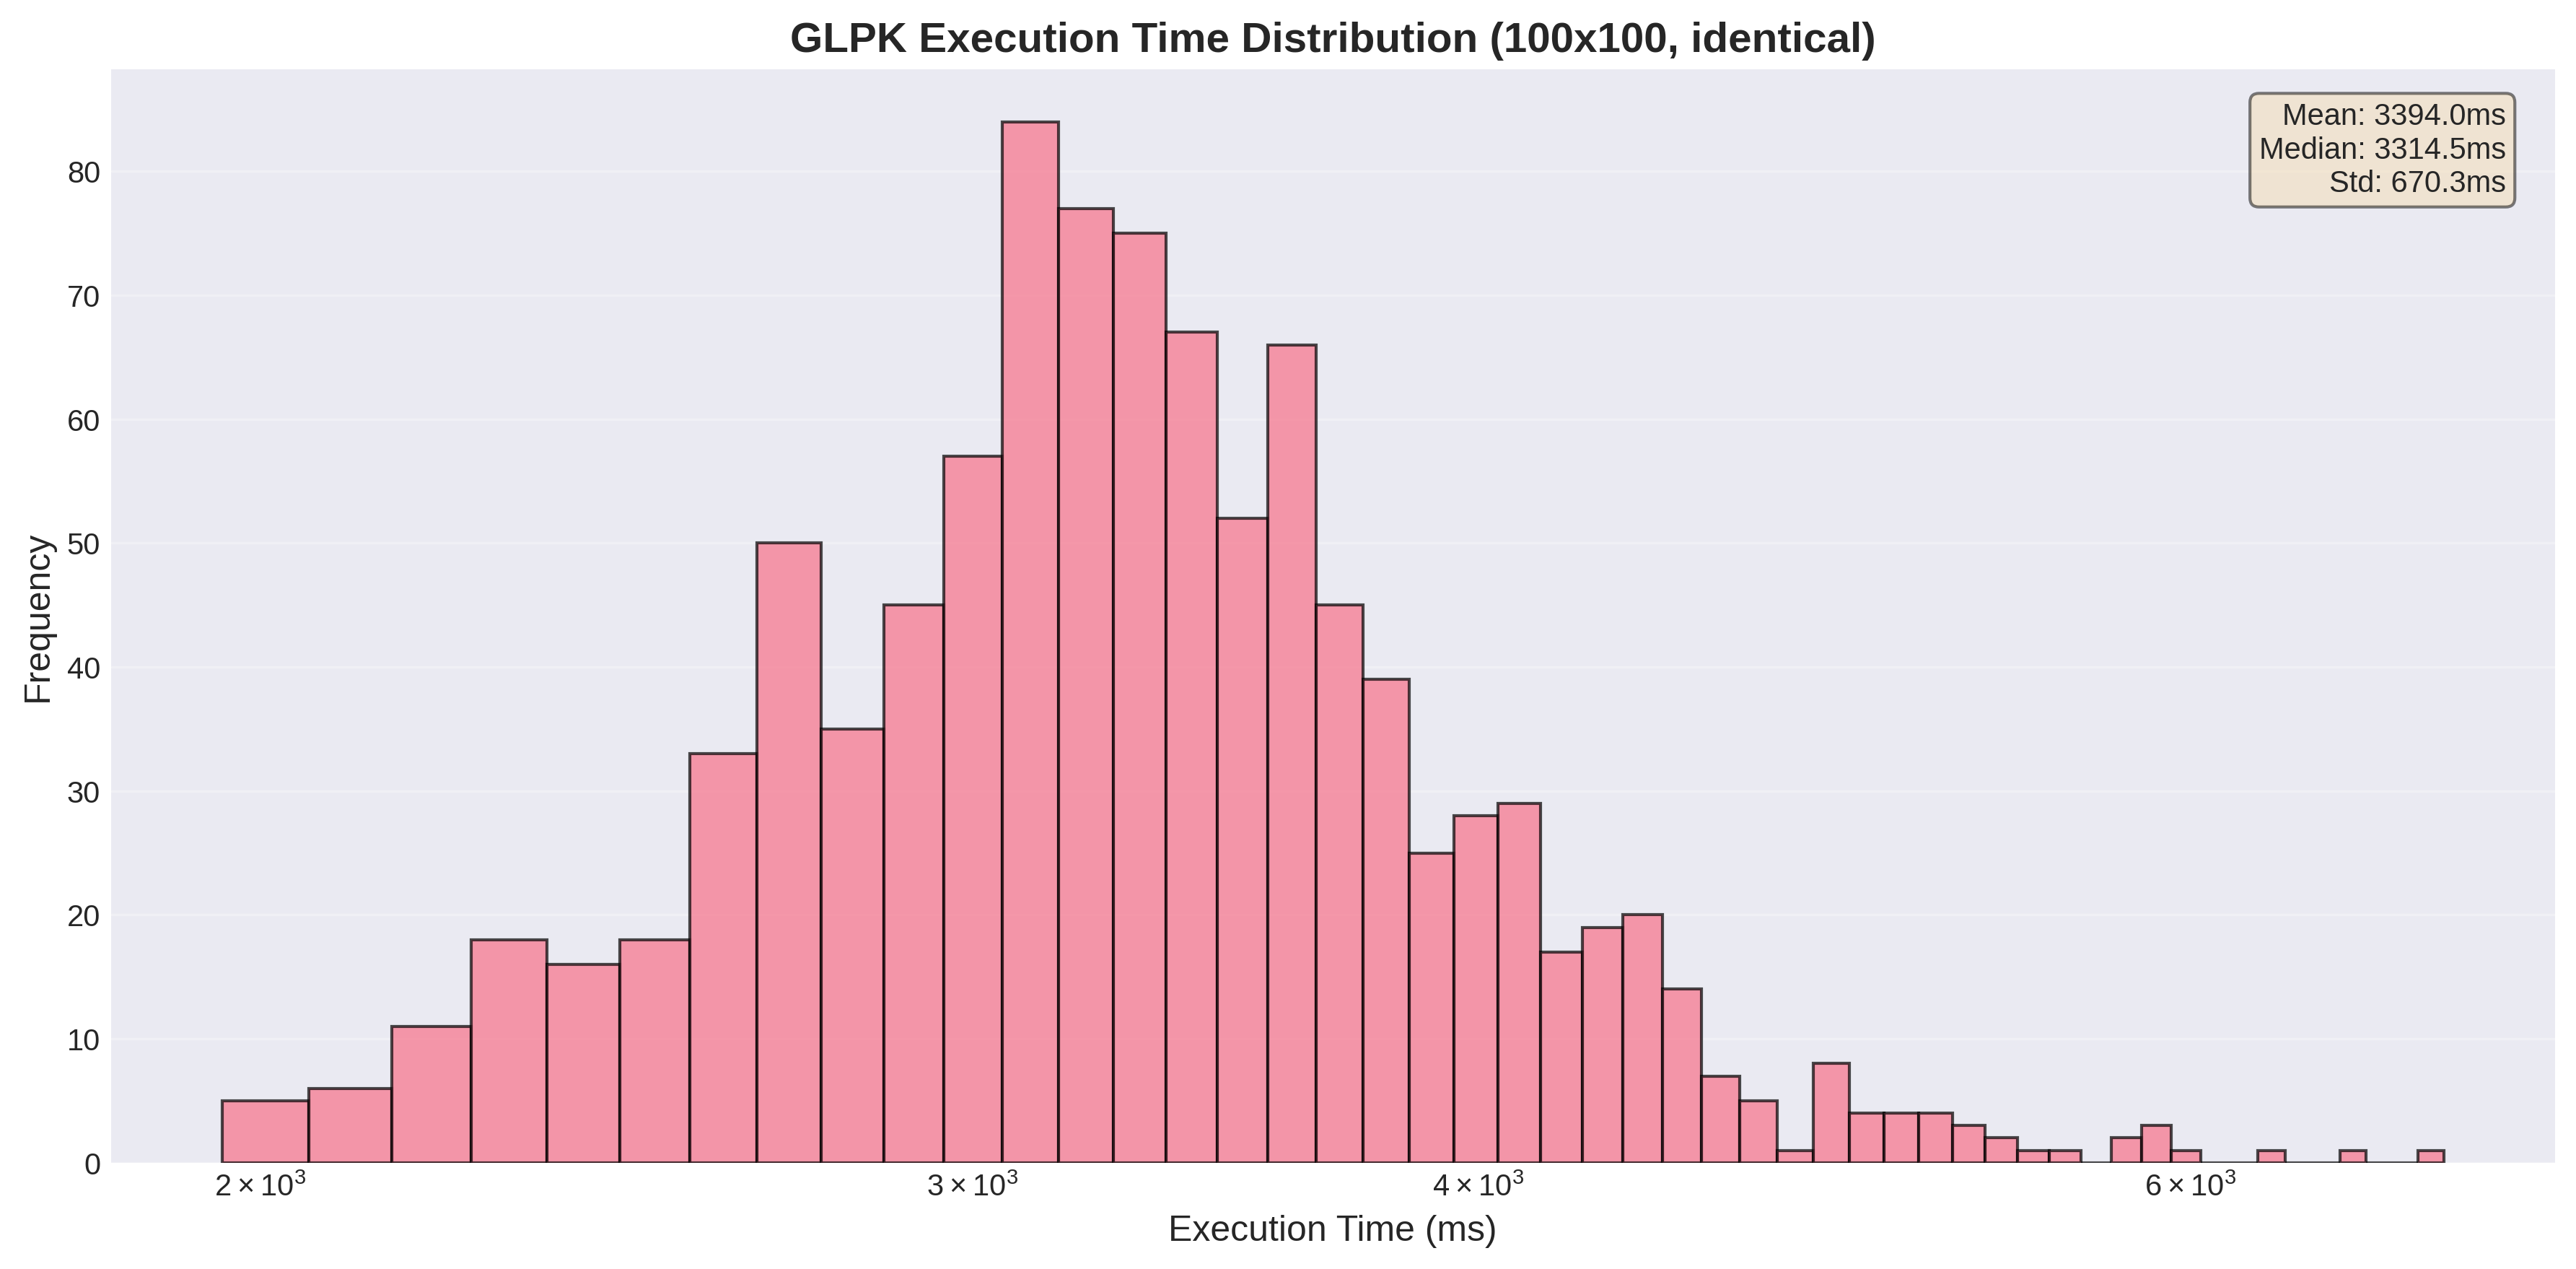 GLPK Execution Time Distribution (100x100, identical)
Mean: 3394.0ms
Median: 3314.5ms
Std: 670.3ms
Frequency
80
70
60
50
40
30
20
10
0
2 × 10³
3 × 10³
4 × 10³
6 × 10³
Execution Time (ms)